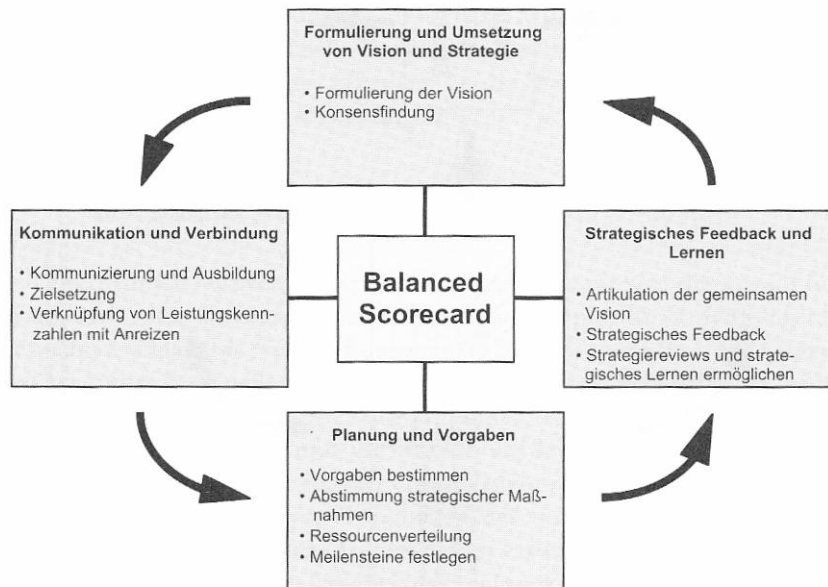 Formulierung und Umsetzung
von Vision und Strategie
• Formulierung der Vision
• Konsensfindung
Kommunikation und Verbindung
• Kommunizierung und Ausbildung
• Zielsetzung
• Verknüpfung von Leistungskenn-
zahlen mit Anreizen
Balanced
Scorecard
Strategisches Feedback und
Lernen
• Artikulation der gemeinsamen
Vision
• Strategisches Feedback
• Strategiereviews und strate-
gisches Lernen ermöglichen
Planung und Vorgaben
• Vorgaben bestimmen
• Abstimmung strategischer Maß-
nahmen
• Ressourcenverteilung
• Meilensteine festlegen